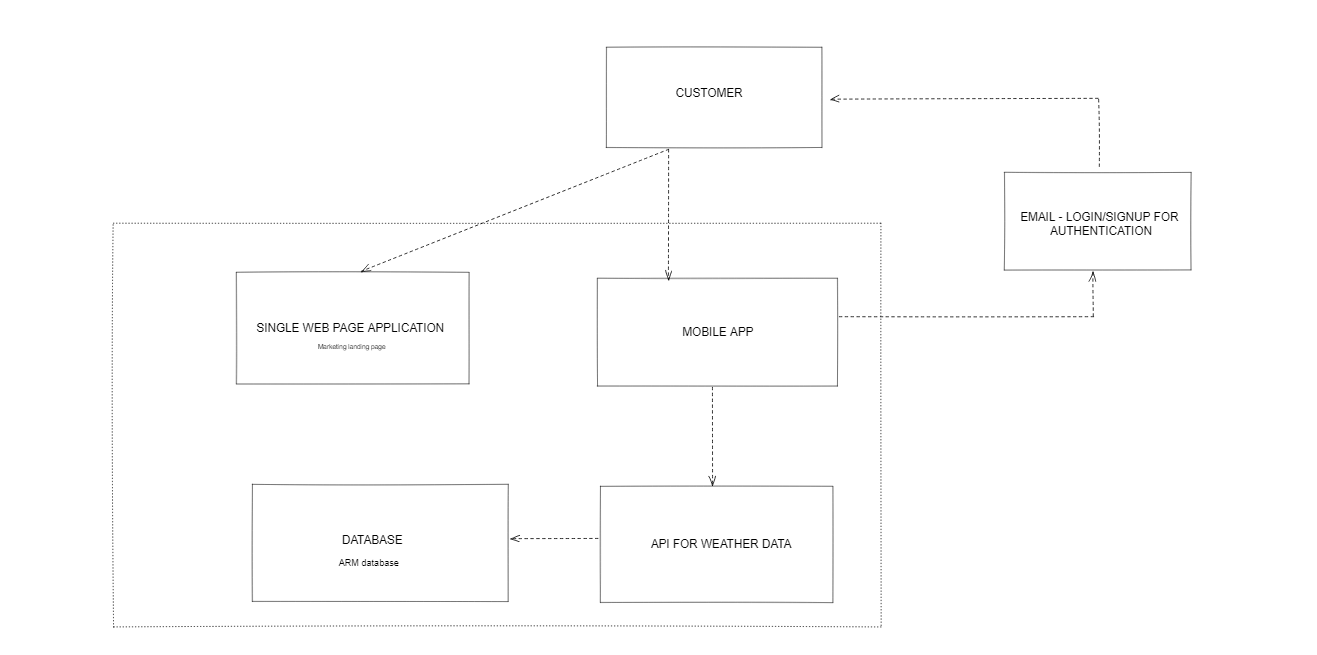 CUSTOMER
EMAIL - LOGIN/SIGNUP FOR
AUTHENTICATION
SINGLE WEB PAGE APPLICATION
Marketing landing page
MOBILE APP
DATABASE
ARM database
API FOR WEATHER DATA